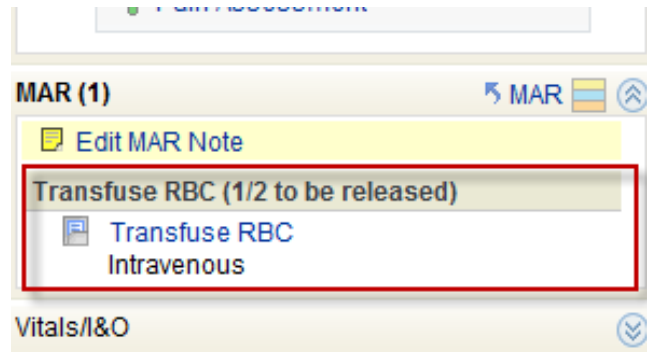 MAR (1) MAR
Edit MAR Note
Transfuse RBC (1/2 to be released)
Transfuse RBC
Intravenous
Vitals/I&O